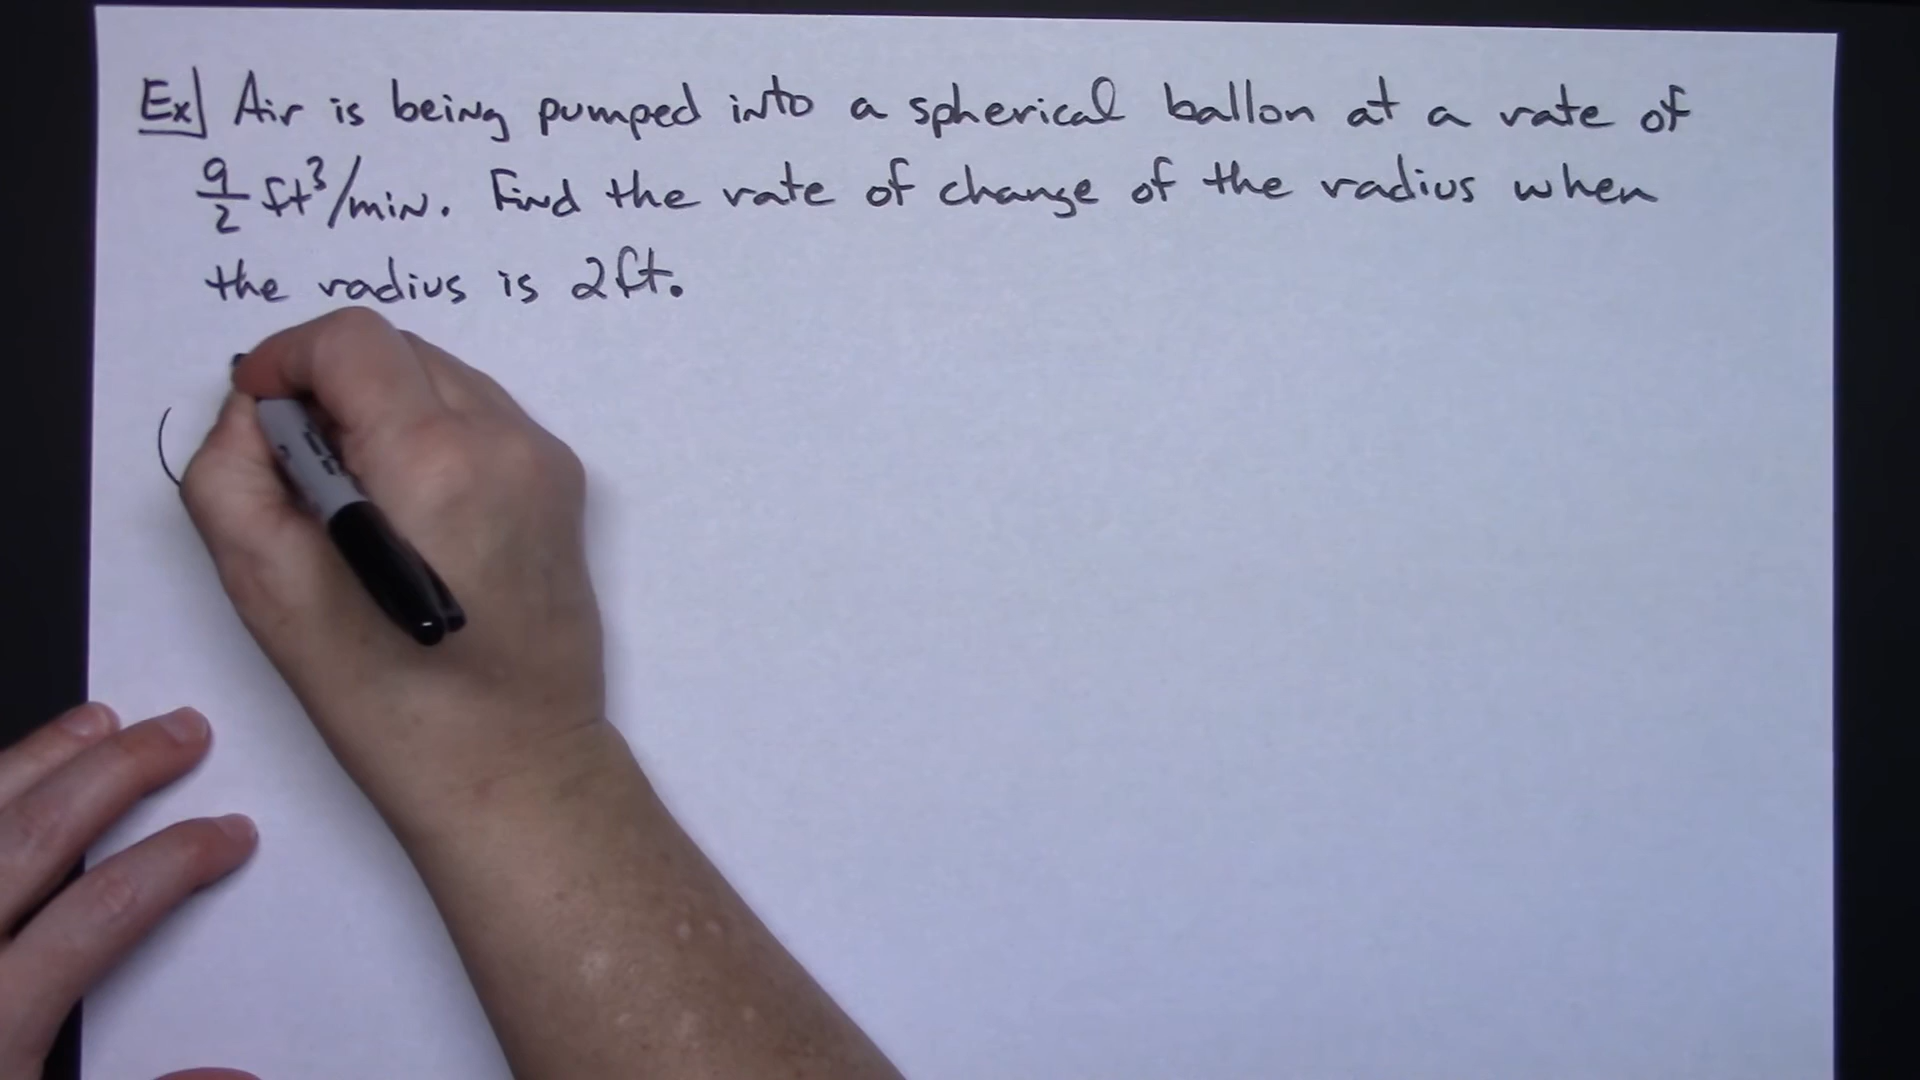 Ex] Air is being pumped into a spherical ballon at a rate of
9/2 ft³/min. Find the rate of change of the radius when
the radius is 2ft.